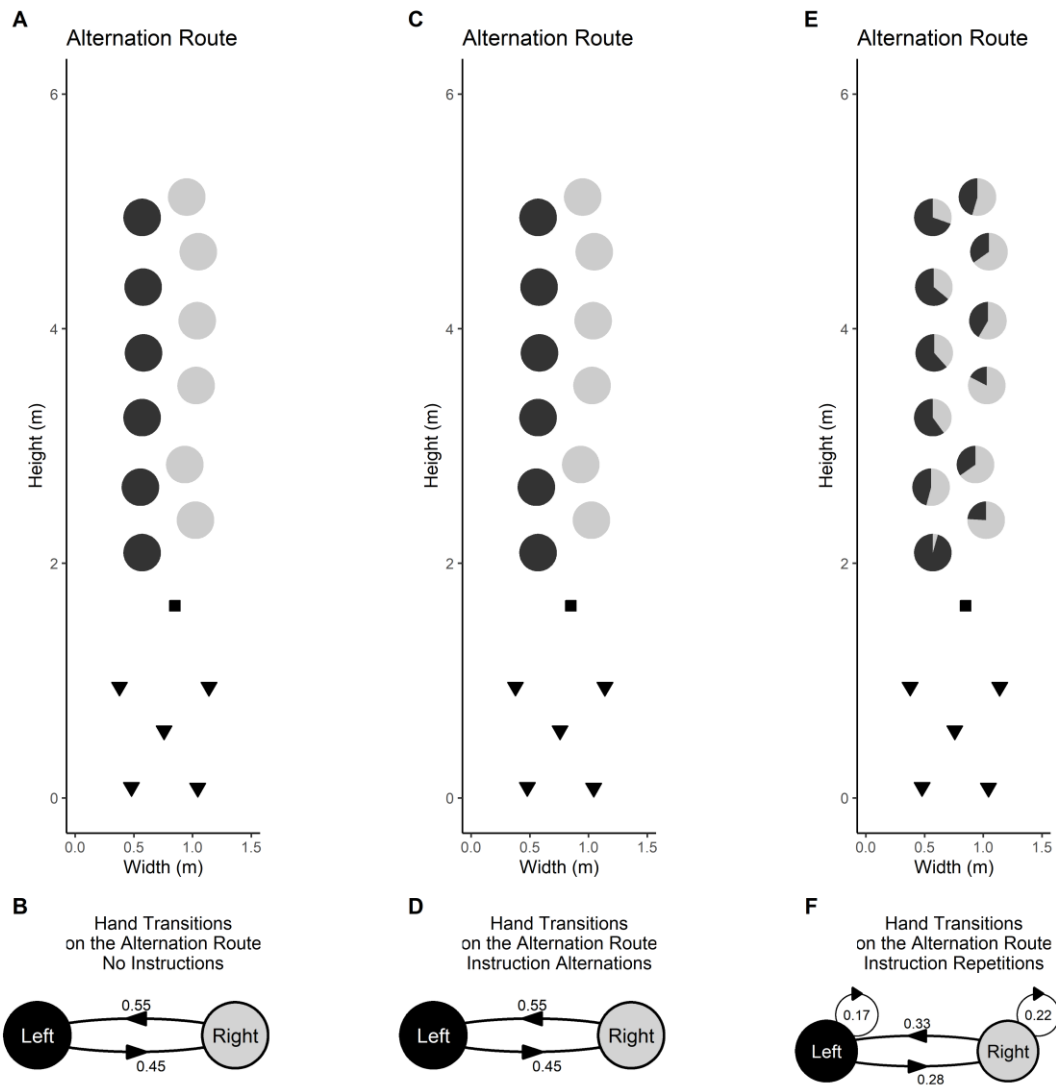 A
Alternation Route
6
4
2
0
Height (m)
0.0 0.5 1.0 1.5
Width (m)
B
Hand Transitions
on the Alternation Route
No Instructions
0.55
Left
Right
0.45
C
Alternation Route
6
4
2
0
Height (m)
0.0 0.5 1.0 1.5
Width (m)
D
Hand Transitions
on the Alternation Route
Instruction Alternations
0.55
Left
Right
0.45
E
Alternation Route
6
4
2
0
Height (m)
0.0 0.5 1.0 1.5
Width (m)
F
Hand Transitions
on the Alternation Route
Instruction Repetitions
0.17
0.22
0.33
Left
Right
0.28